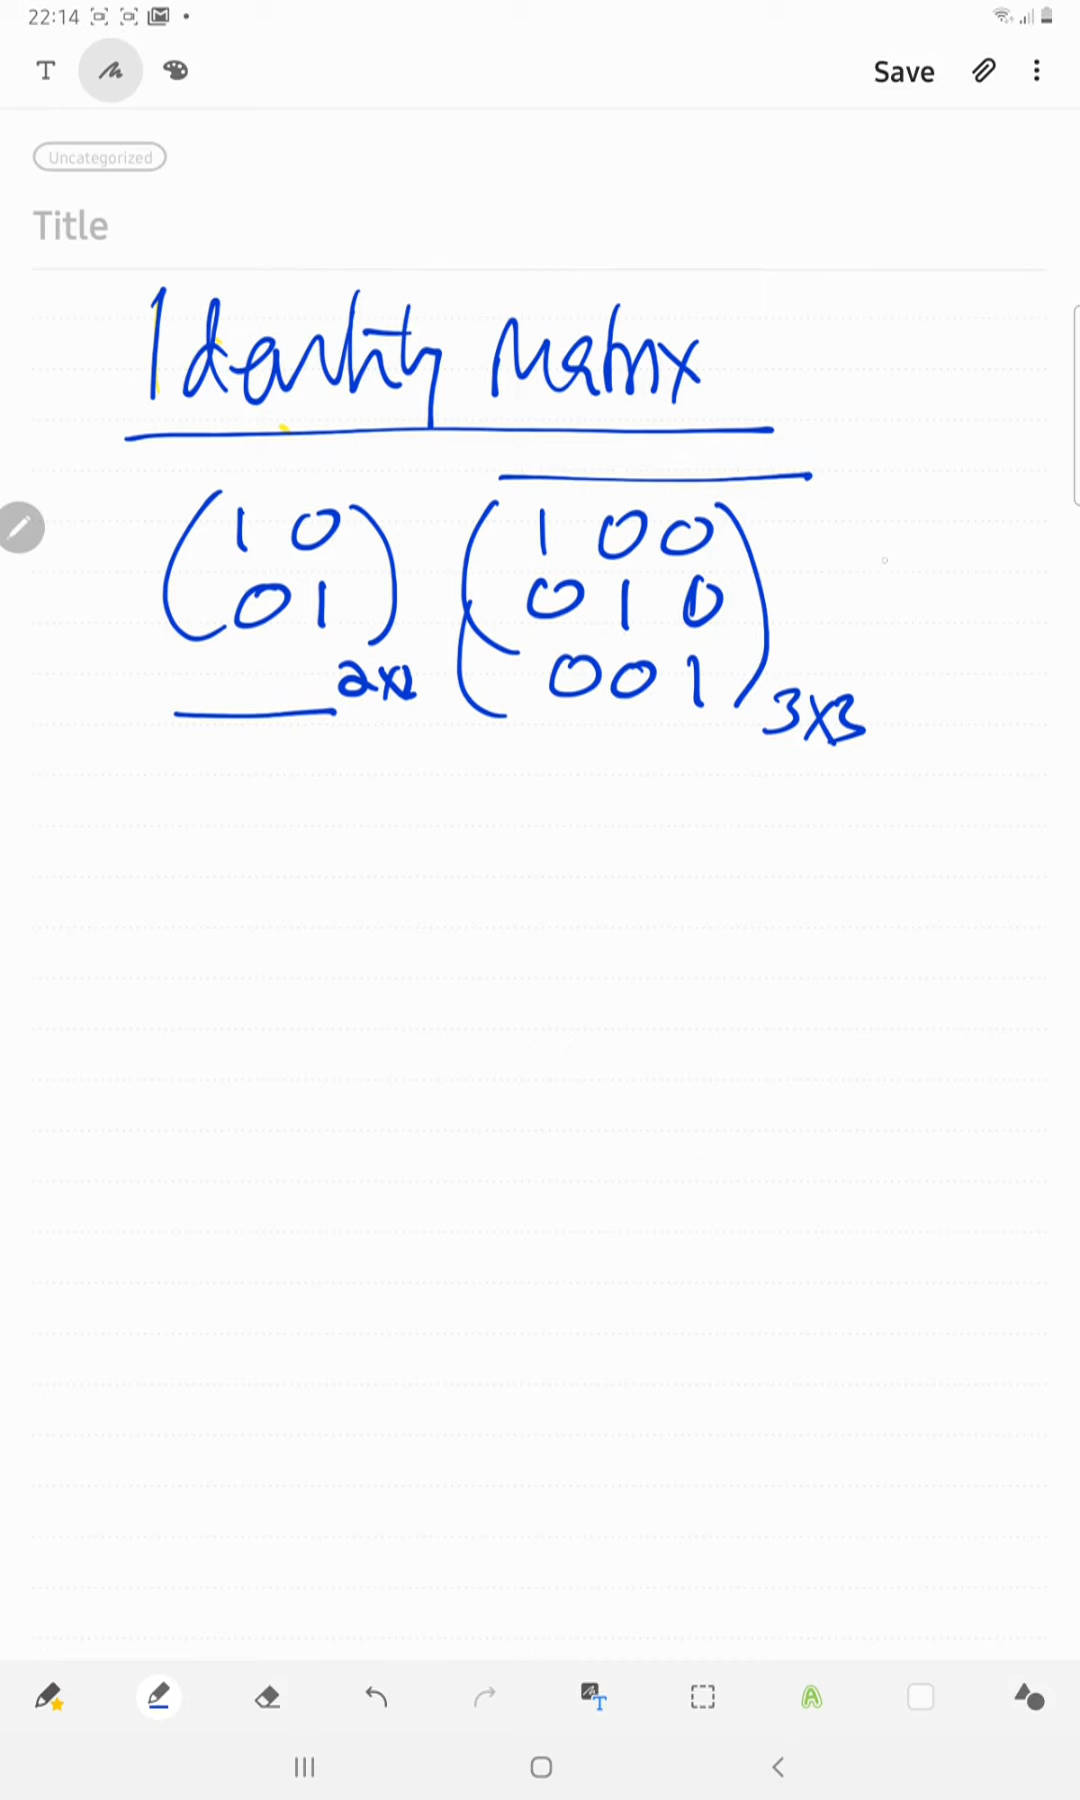 22:14
T
Save
Uncategorized
Title
Identity Matrix
1 0
0 1
2x2
1 0 0
0 1 0
0 0 1
3x3
T
A